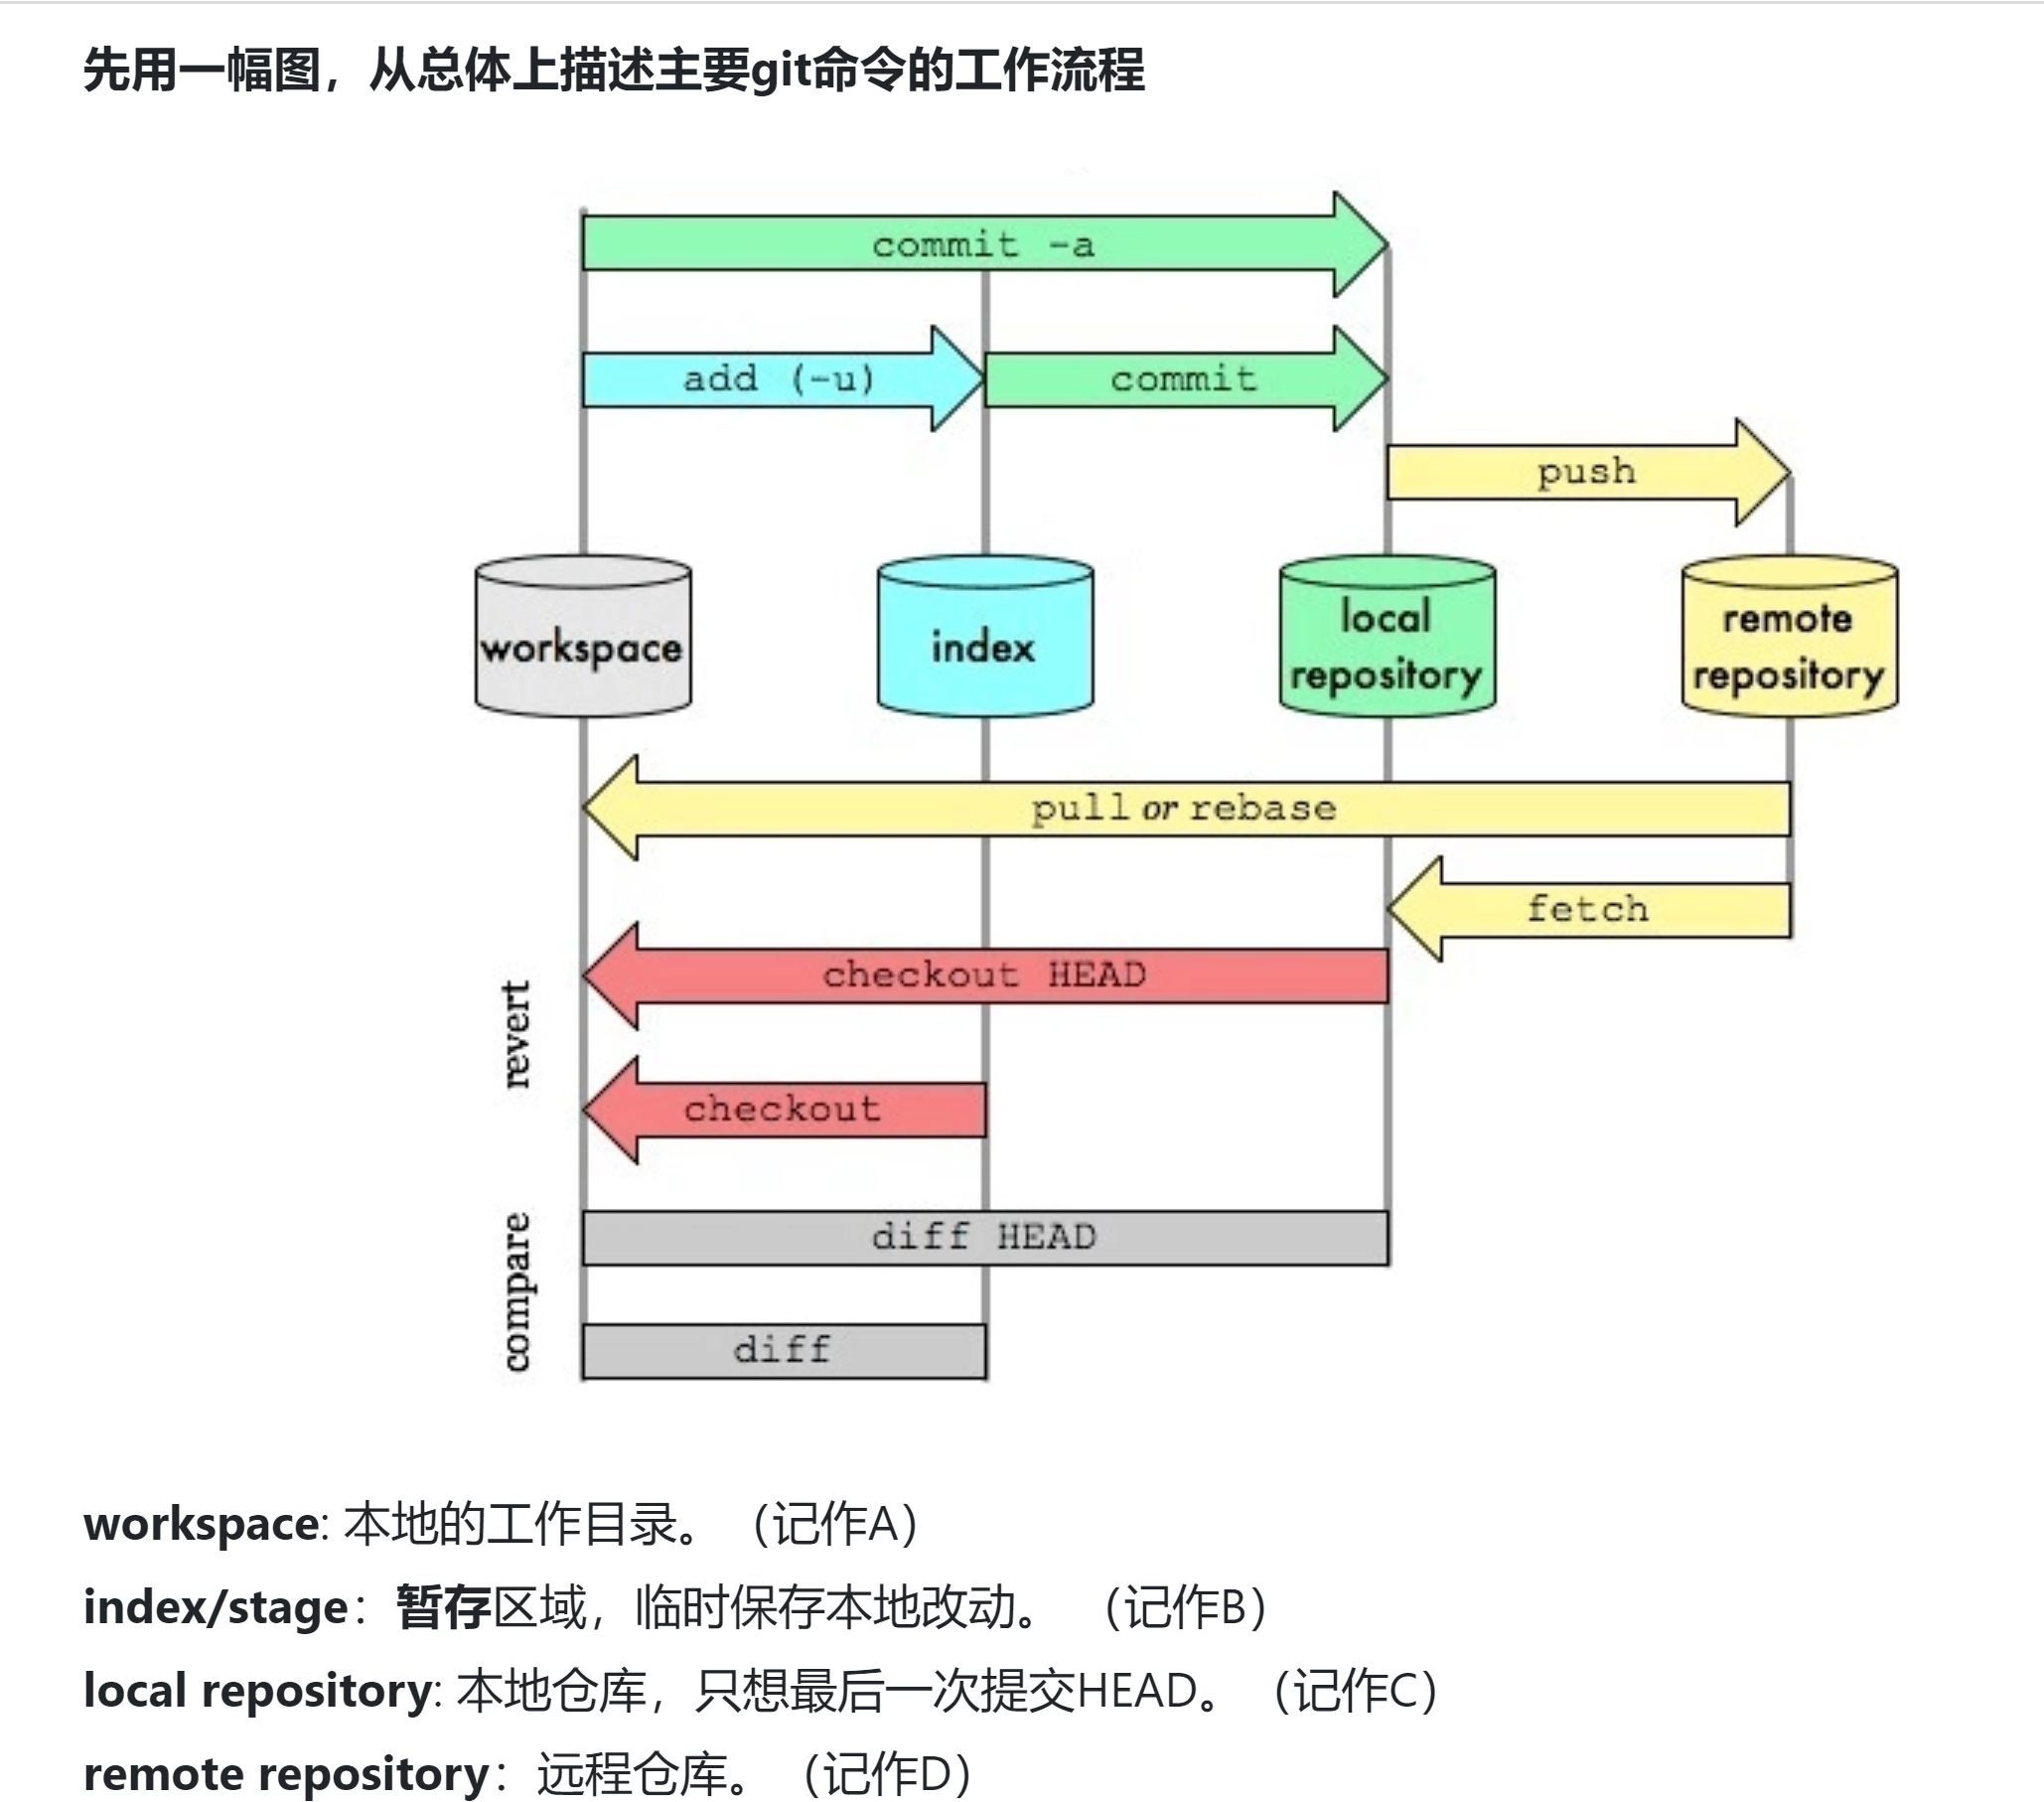 先用一幅图，从总体上描述主要git命令的工作流程
commit -a
add (-u)
commit
push
workspace
index
local
repository
remote
repository
pull or rebase
fetch
checkout HEAD
revert
checkout
diff HEAD
compare
diff
workspace: 本地的工作目录。（记作A）
index/stage：暂存区域，临时保存本地改动。 （记作B）
local repository: 本地仓库，只想最后一次提交HEAD。（记作C）
remote repository：远程仓库。（记作D）